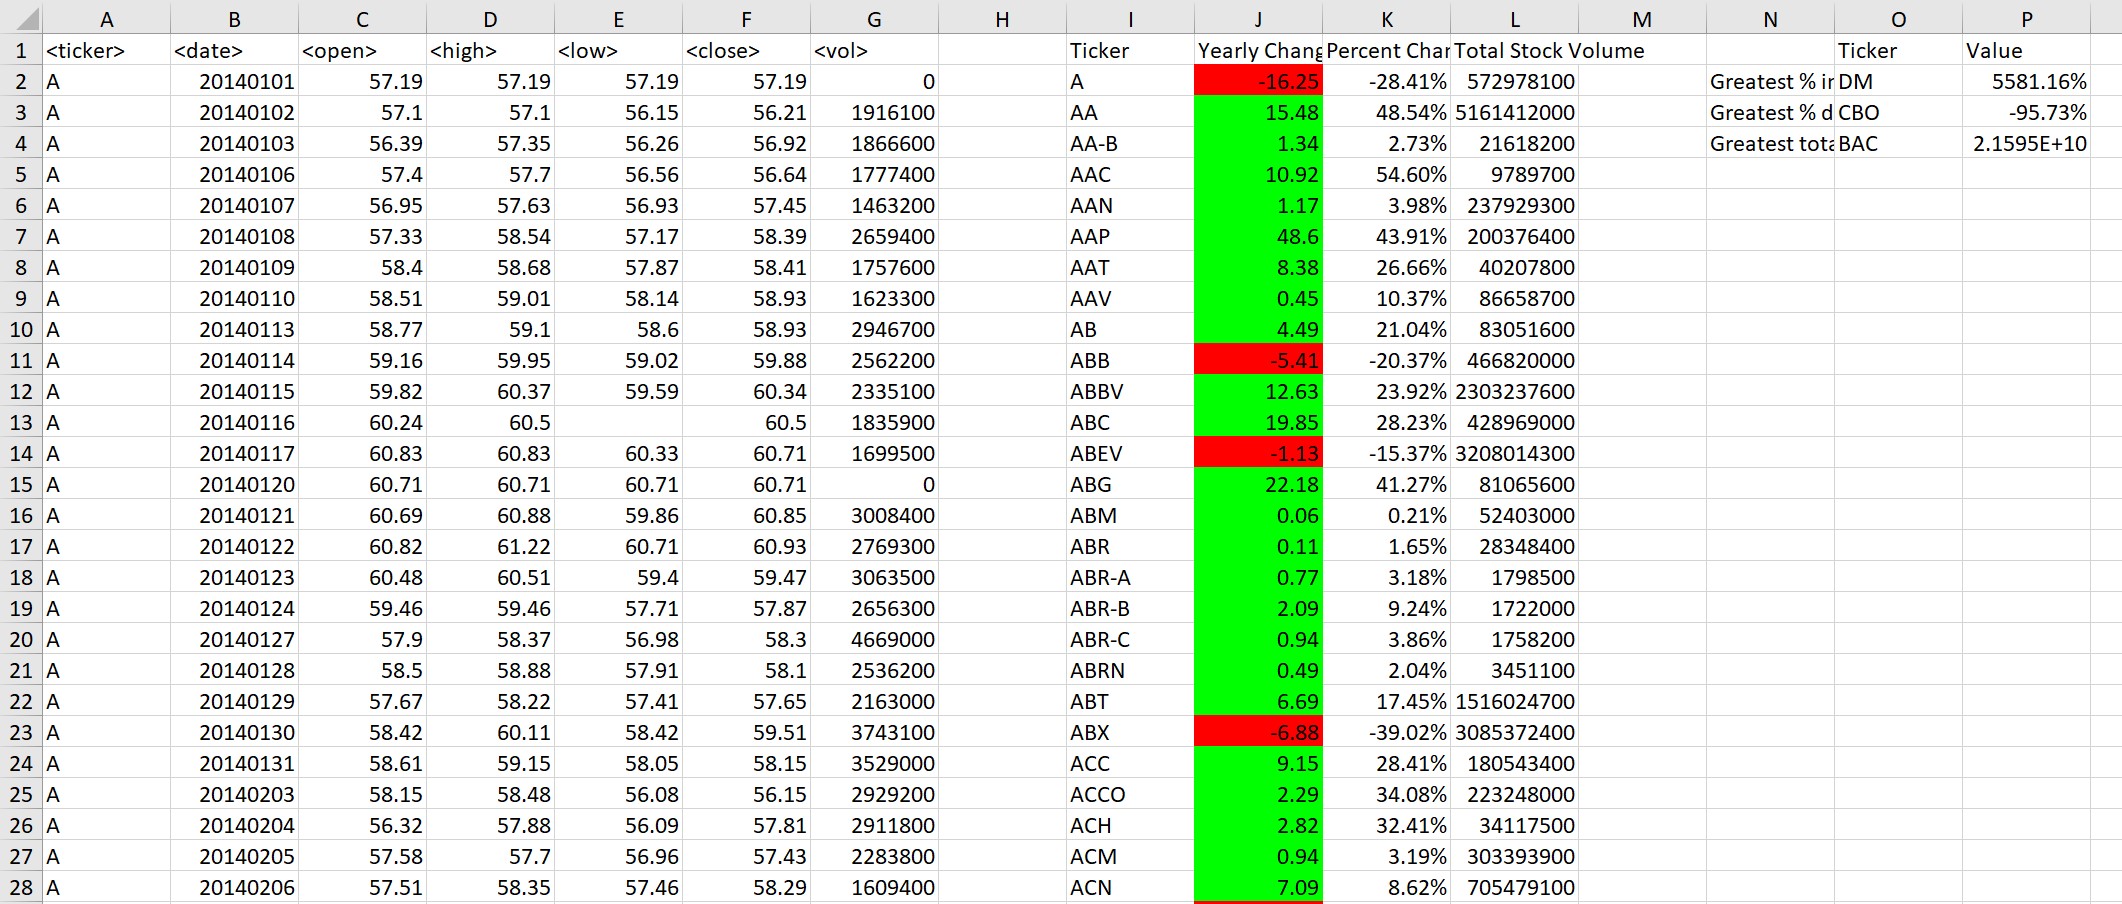 A B C D E F G H I J K L M N O P
1 <ticker> <date> <open> <high> <low> <close> <vol> Ticker Yearly Chang Percent Char Total Stock Volume Ticker Value
2 A 20140101 57.19 57.19 57.19 57.19 0 A -16.25 -28.41% 572978100 Greatest % ir DM 5581.16%
3 A 20140102 57.1 57.1 56.15 56.21 1916100 AA 15.48 48.54% 5161412000 Greatest % d CBO -95.73%
4 A 20140103 56.39 57.35 56.26 56.92 1866600 AA-B 1.34 2.73% 21618200 Greatest tota BAC 2.1595E+10
5 A 20140106 57.4 57.7 56.56 56.64 1777400 AAC 10.92 54.60% 9789700
6 A 20140107 56.95 57.63 56.93 57.45 1463200 AAN 1.17 3.98% 237929300
7 A 20140108 57.33 58.54 57.17 58.39 2659400 AAP 48.6 43.91% 200376400
8 A 20140109 58.4 58.68 57.87 58.41 1757600 AAT 8.38 26.66% 40207800
9 A 20140110 58.51 59.01 58.14 58.93 1623300 AAV 0.45 10.37% 86658700
10 A 20140113 58.77 59.1 58.6 58.93 2946700 AB 4.49 21.04% 83051600
11 A 20140114 59.16 59.95 59.02 59.88 2562200 ABB -5.41 -20.37% 466820000
12 A 20140115 59.82 60.37 59.59 60.34 2335100 ABBV 12.63 23.92% 2303237600
13 A 20140116 60.24 60.5 60.5 1835900 ABC 19.85 28.23% 428969000
14 A 20140117 60.83 60.83 60.33 60.71 1699500 ABEV -1.13 -15.37% 3208014300
15 A 20140120 60.71 60.71 60.71 60.71 0 ABG 22.18 41.27% 81065600
16 A 20140121 60.69 60.88 59.86 60.85 3008400 ABM 0.06 0.21% 52403000
17 A 20140122 60.82 61.22 60.71 60.93 2769300 ABR 0.11 1.65% 28348400
18 A 20140123 60.48 60.51 59.4 59.47 3063500 ABR-A 0.77 3.18% 1798500
19 A 20140124 59.46 59.46 57.71 57.87 2656300 ABR-B 2.09 9.24% 1722000
20 A 20140127 57.9 58.37 56.98 58.3 4669000 ABR-C 0.94 3.86% 1758200
21 A 20140128 58.5 58.88 57.91 58.1 2536200 ABRN 0.49 2.04% 3451100
22 A 20140129 57.67 58.22 57.41 57.65 2163000 ABT 6.69 17.45% 1516024700
23 A 20140130 58.42 60.11 58.42 59.51 3743100 ABX -6.88 -39.02% 3085372400
24 A 20140131 58.61 59.15 58.05 58.15 3529000 ACC 9.15 28.41% 180543400
25 A 20140203 58.15 58.48 56.08 56.15 2929200 ACCO 2.29 34.08% 223248000
26 A 20140204 56.32 57.88 56.09 57.81 2911800 ACH 2.82 32.41% 34117500
27 A 20140205 57.58 57.7 56.96 57.43 2283800 ACM 0.94 3.19% 303393900
28 A 20140206 57.51 58.35 57.46 58.29 1609400 ACN 7.09 8.62% 705479100